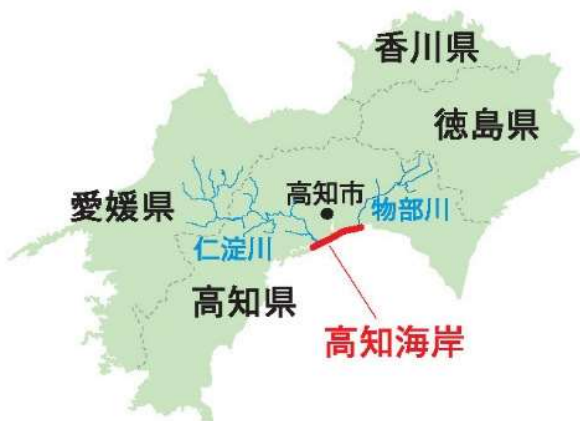 香川県
徳島県
愛媛県
高知市
物部川
仁淀川
高知県
高知海岸